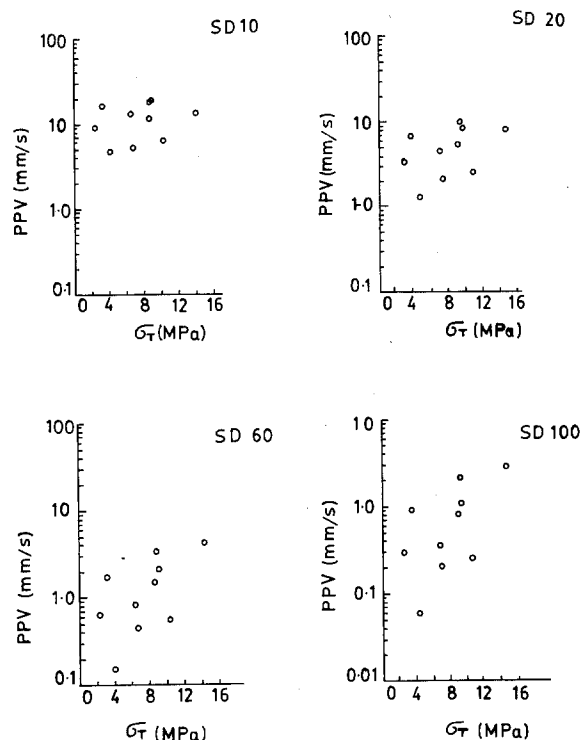 SD 10
100
10
1·0
0·1
PPV (mm/s)
0 4 8 12 16
σT (MPa)
SD 20
100
10
1·0
0·1
PPV (mm/s)
0 4 8 12 16
σT (MPa)
SD 60
100
10
1·0
0·1
PPV (mm/s)
0 4 8 12 16
σT (MPa)
SD 100
1·0
1·0
0·1
0·01
PPV (mm/s)
0 4 8 12 16
σT (MPa)